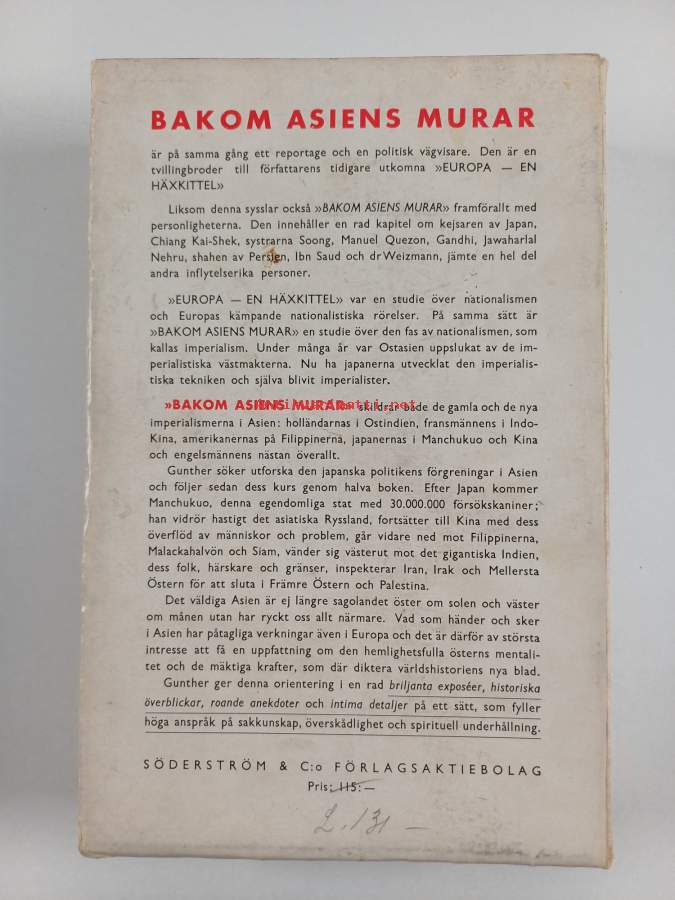 BAKOM ASIENS MURAR
är på samma gång ett reportage och en politisk vägvisare. Den är en
tvillingbroder till författarens tidigare utkomna »EUROPA — EN
HÄXKITTEL»
Liksom denna sysslar också »BAKOM ASIENS MURAR» framförallt med
personligheterna. Den innehåller en rad kapitel om kejsaren av Japan,
Chiang Kai-Shek, systrarna Soong, Manuel Quezon, Gandhi, Jawaharlal
Nehru, shahen av Persien, Ibn Saud och dr Weizmann, jämte en hel del
andra inflytelserika personer.
»EUROPA — EN HÄXKITTEL» var en studie över nationalismen
och Europas kämpande nationalistiska rörelser. På samma sätt är
»BAKOM ASIENS MURAR» en studie över den fas av nationalismen, som
kallas imperialism. Under många år var Ostasien uppslukat av de im-
perialistiska västmakterna. Nu ha japanerna utvecklat den imperialis-
tiska tekniken och själva blivit imperialister.
»BAKOM ASIENS MURAR» skildrar både de gamla och de nya
imperialismerna i Asien: holländarnas i Ostindien, fransmännens i Indo-
Kina, amerikanernas på Filippinerna, japanernas i Manchukuo och Kina
och engelsmännens nästan överallt.
Gunther söker utforska den japanska politikens förgreningar i Asien
och följer sedan dess kurs genom halva boken. Efter Japan kommer
Manchukuo, denna egendomliga stat med 30.000.000 försökskaniner;
han vidrör hastigt det asiatiska Ryssland, fortsätter till Kina med dess
överflöd av människor och problem, går vidare ned mot Filippinerna,
Malackahalvön och Siam, vänder sig västerut mot det gigantiska Indien,
dess folk, härskare och gränser, inspekterar Iran, Irak och Mellersta
Östern för att sluta i Främre Östern och Palestina.
Det väldiga Asien är ej längre sagolandet öster om solen och väster
om månen utan har ryckt oss allt närmare. Vad som händer och sker
i Asien har påtagliga verkningar även i Europa och det är därför av största
intresse att få en uppfattning om den hemlighetsfulla österns mentali-
tet och de mäktiga krafter, som där diktera världshistoriens nya blad.
Gunther ger denna orientering i en rad briljanta exposéer, historiska
överblickar, roande anekdoter och intima detaljer på ett sätt, som fyller
höga anspråk på sakkunskap, överskådlighet och spirituell underhållning.
SÖDERSTRÖM & C:o FÖRLAGSAKTIEBOLAG
Pris: 115:—
2.131 —